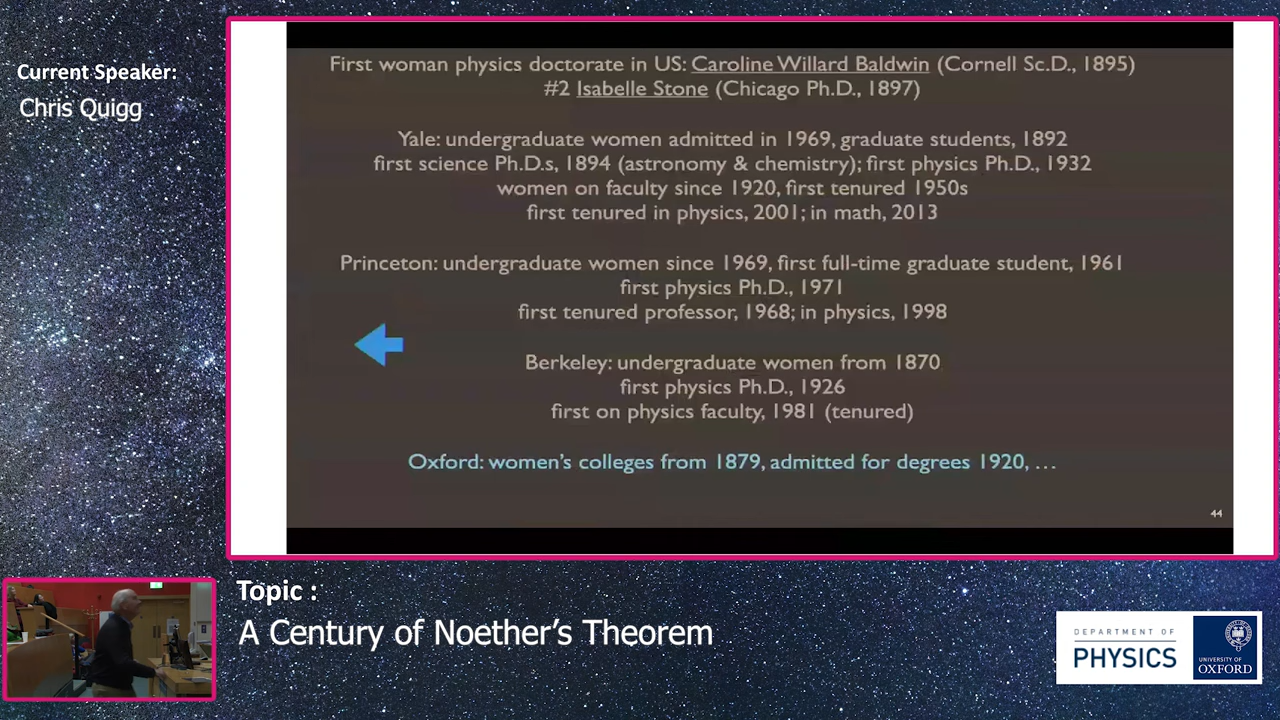 Current Speaker:
Chris Quigg
First woman physics doctorate in US: Caroline Willard Baldwin (Cornell Sc.D., 1895)
#2 Isabelle Stone (Chicago Ph.D., 1897)
Yale: undergraduate women admitted in 1969, graduate students, 1892
first science Ph.D.s, 1894 (astronomy & chemistry); first physics Ph.D., 1932
women on faculty since 1920, first tenured 1950s
first tenured in physics, 2001; in math, 2013
Princeton: undergraduate women since 1969, first full-time graduate student, 1961
first physics Ph.D., 1971
first tenured professor, 1968; in physics, 1998
Berkeley: undergraduate women from 1870
first physics Ph.D., 1926
first on physics faculty, 1981 (tenured)
Oxford: women's colleges from 1879, admitted for degrees 1920, …
44
Topic :
A Century of Noether's Theorem
DEPARTMENT OF
PHYSICS
UNIVERSITY OF
OXFORD